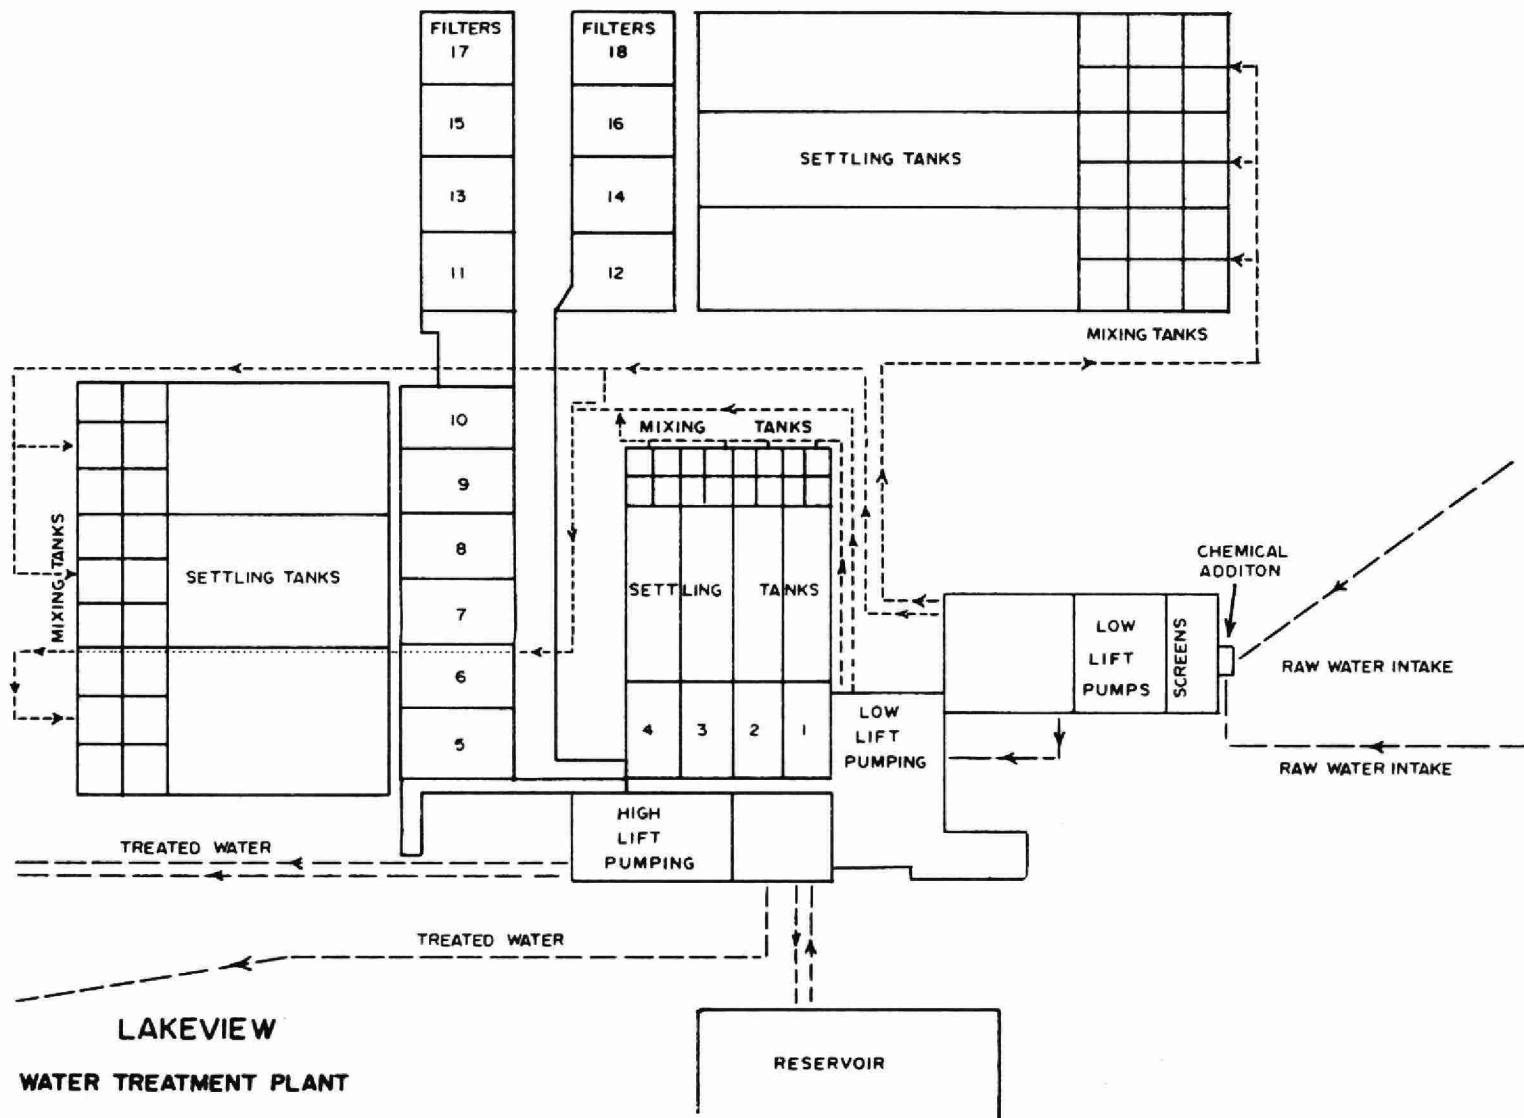 FILTERS
17
FILTERS
18
15
16
SETTLING TANKS
13
14
11
12
MIXING TANKS
10
MIXING TANKS
9
MIXING TANKS
8
SETTLING TANKS
SETTLING TANKS
7
6
5
4
3
2
1
CHEMICAL
ADDITON
LOW
LIFT
PUMPS
SCREENS
RAW WATER INTAKE
RAW WATER INTAKE
LOW
LIFT
PUMPING
HIGH
LIFT
PUMPING
TREATED WATER
TREATED WATER
RESERVOIR
LAKEVIEW
WATER TREATMENT PLANT